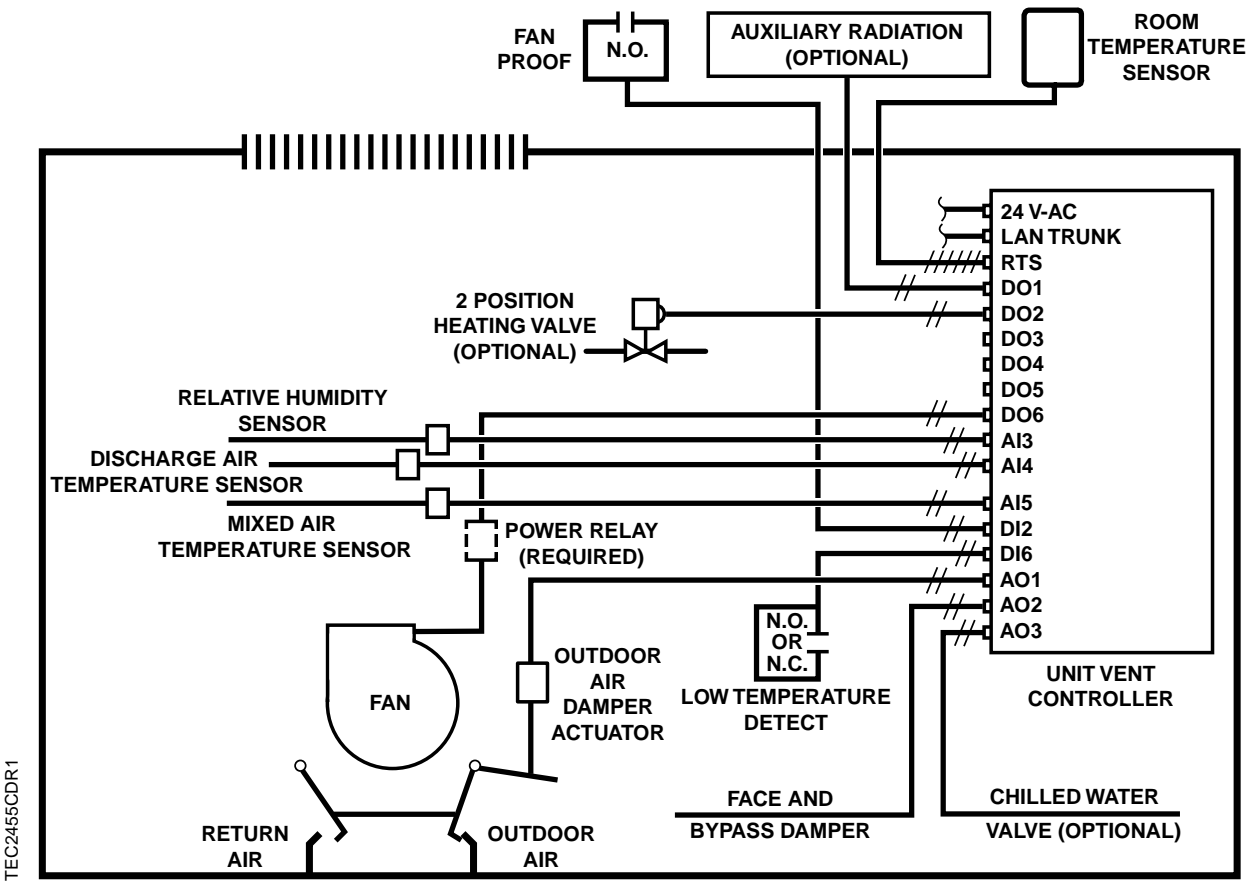 FAN
PROOF
N.O.
AUXILIARY RADIATION
(OPTIONAL)
ROOM
TEMPERATURE
SENSOR
24 V-AC
LAN TRUNK
RTS
DO1
DO2
DO3
DO4
DO5
DO6
AI3
AI4
AI5
DI2
DI6
AO1
AO2
AO3
UNIT VENT
CONTROLLER
2 POSITION
HEATING VALVE
(OPTIONAL)
RELATIVE HUMIDITY
SENSOR
DISCHARGE AIR
TEMPERATURE SENSOR
MIXED AIR
TEMPERATURE SENSOR
POWER RELAY
(REQUIRED)
N.O.
OR
N.C.
LOW TEMPERATURE
DETECT
OUTDOOR
AIR
DAMPER
ACTUATOR
FAN
RETURN
AIR
OUTDOOR
AIR
FACE AND
BYPASS DAMPER
CHILLED WATER
VALVE (OPTIONAL)
TEC2455CDR1